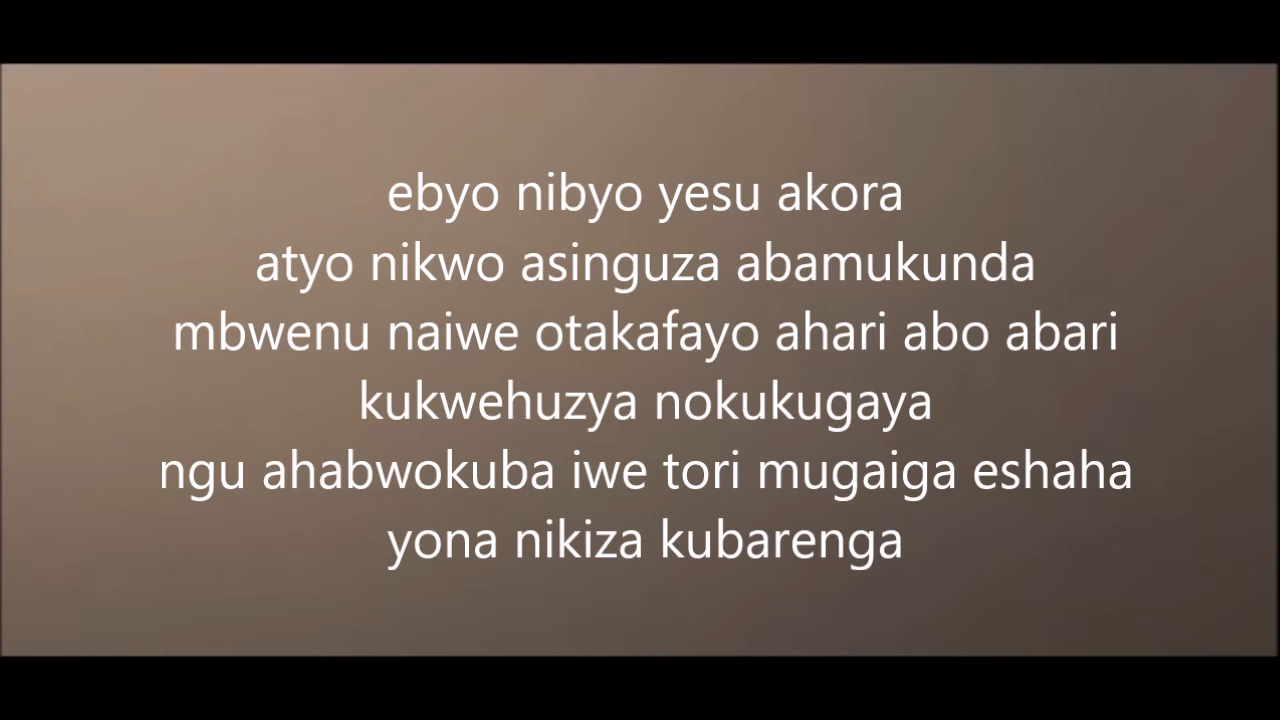 ebyo nibyo yesu akora
atyo nikwo asinguza abamukunda
mbwenu naiwe otakafayo ahari abo abari
kukwehuzya nokukugaya
ngu ahabwokuba iwe tori mugaiga eshaha
yona nikiza kubarenga